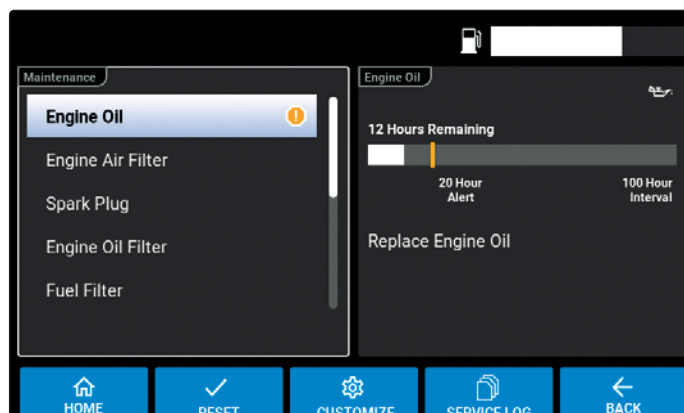 Maintenance
Engine Oil
Engine Air Filter
Spark Plug
Engine Oil Filter
Fuel Filter
Engine Oil
12 Hours Remaining
20 Hour
Alert
100 Hour
Interval
Replace Engine Oil
HOME
RESET
CUSTOMIZE
SERVICE LOG
BACK